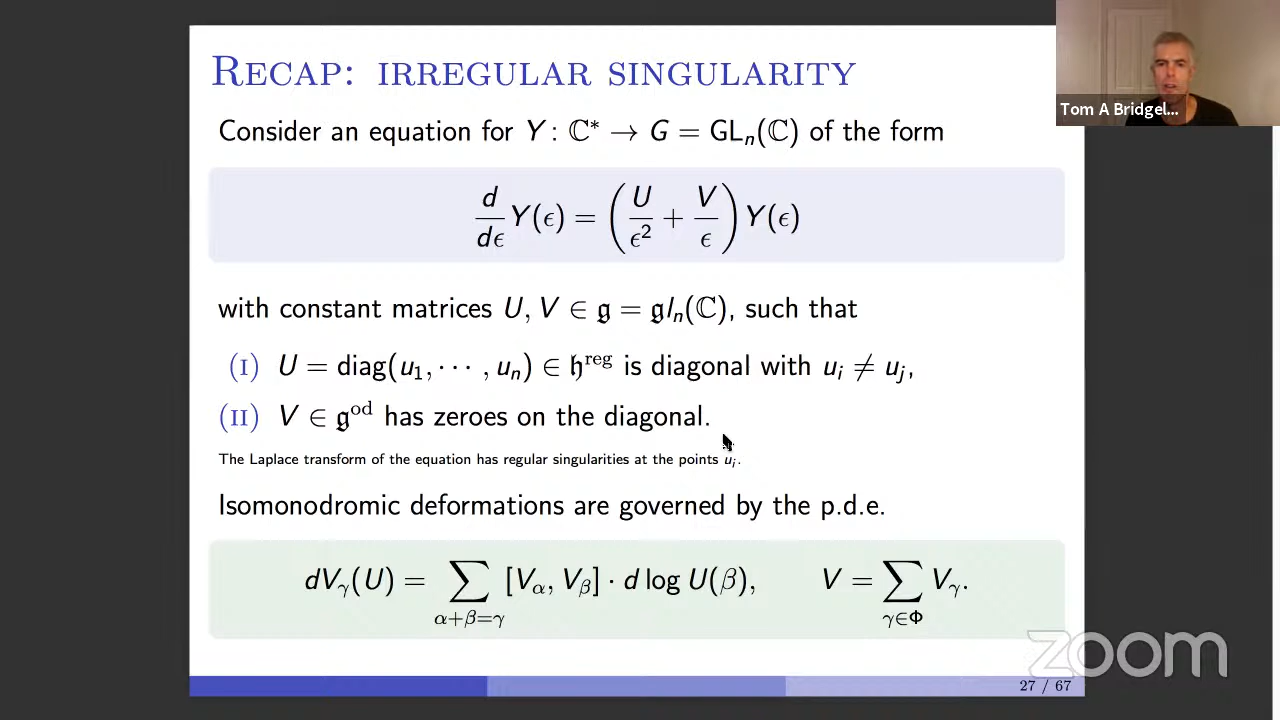 RECAP: IRREGULAR SINGULARITY
Tom A Bridgel...
Consider an equation for Y : ℂ* → G = GLₙ(ℂ) of the form
d/dϵ Y(ϵ) = (U/ϵ² + V/ϵ) Y(ϵ)
with constant matrices U, V ∈ 𝔤 = 𝔤lₙ(ℂ), such that
(I) U = diag(u₁, ⋯ , uₙ) ∈ 𝔥^reg is diagonal with uᵢ ≠ uⱼ,
(II) V ∈ 𝔤^od has zeroes on the diagonal.
The Laplace transform of the equation has regular singularities at the points uᵢ.
Isomonodromic deformations are governed by the p.d.e.
dV_γ(U) = ∑_{α+β=γ} [V_α, V_β] · d log U(β), V = ∑_{γ∈Φ} V_γ.
zoom
27 / 67